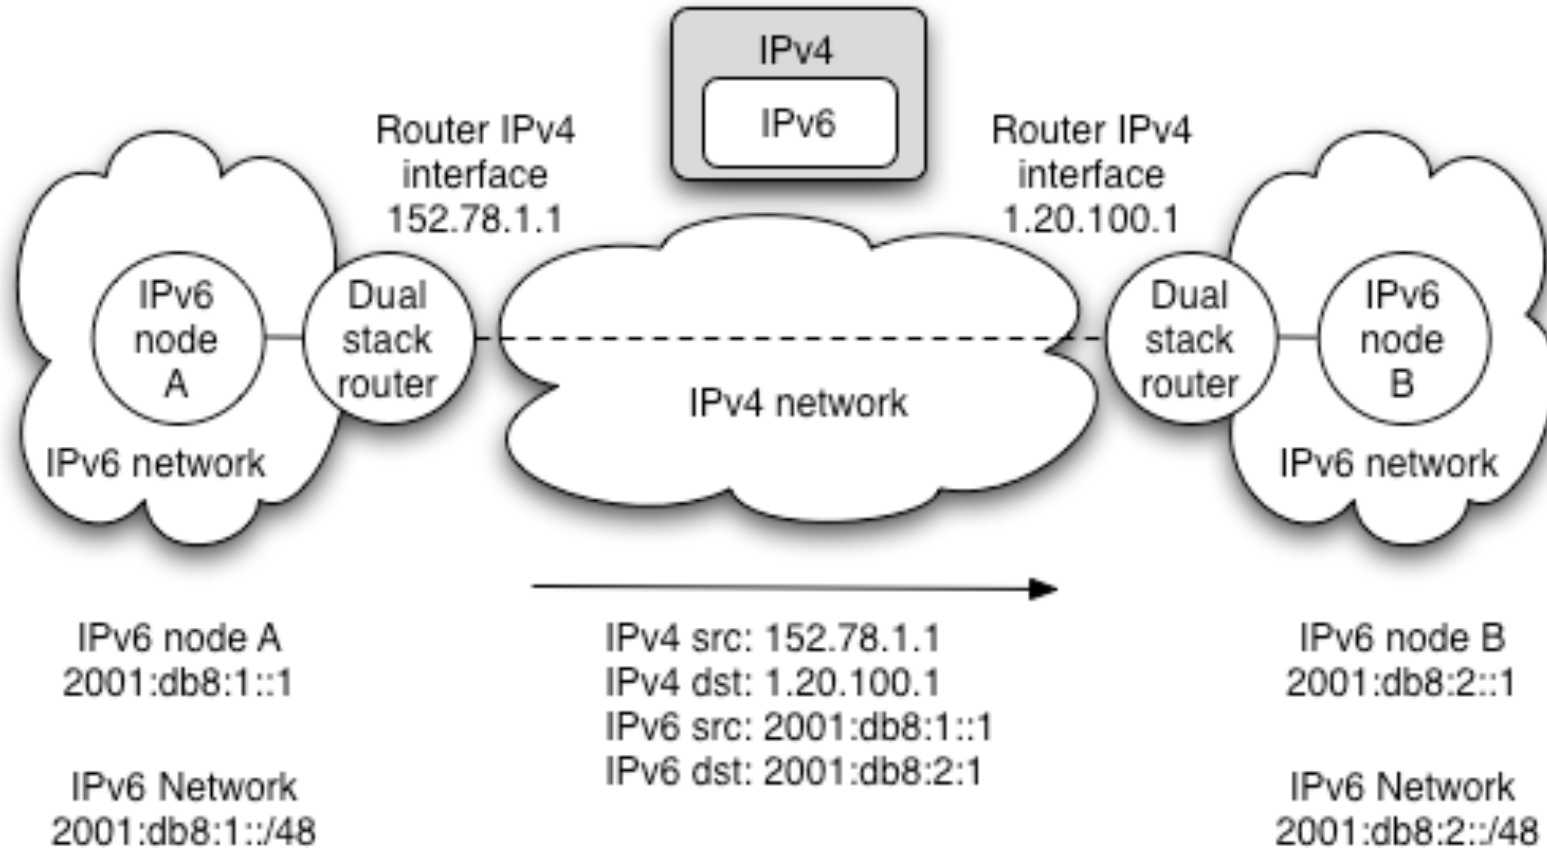 IPv4
IPv6
Router IPv4
interface
152.78.1.1
Router IPv4
interface
1.20.100.1
IPv6
node
A
Dual
stack
router
IPv6 network
IPv4 network
Dual
stack
router
IPv6
node
B
IPv6 network
IPv6 node A
2001:db8:1::1
IPv6 Network
2001:db8:1::/48
IPv4 src: 152.78.1.1
IPv4 dst: 1.20.100.1
IPv6 src: 2001:db8:1::1
IPv6 dst: 2001:db8:2:1
IPv6 node B
2001:db8:2::1
IPv6 Network
2001:db8:2::/48